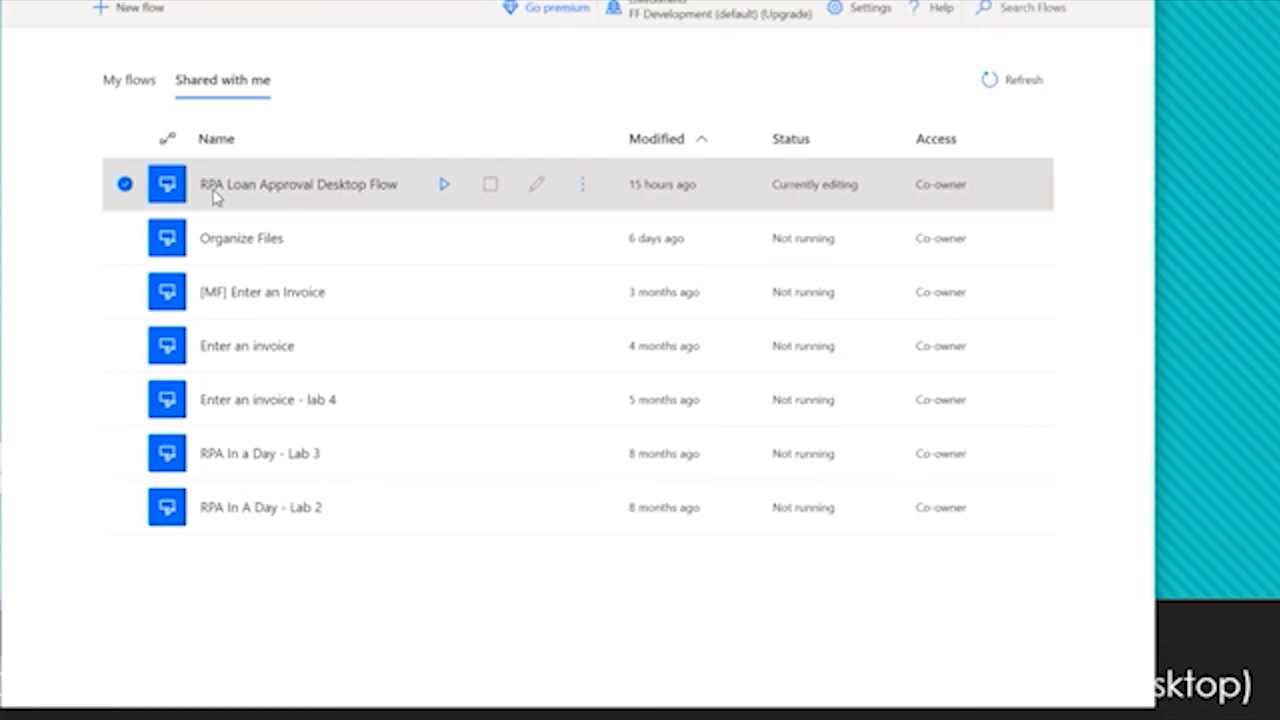 New flow
Go premium
FF Development (default) (Upgrade)
Settings
Help
Search Flows
My flows
Shared with me
Refresh
Name Modified Status Access
RPA Loan Approval Desktop Flow 15 hours ago Currently editing Co-owner
Organize Files 6 days ago Not running Co-owner
[MF] Enter an Invoice 3 months ago Not running Co-owner
Enter an invoice 4 months ago Not running Co-owner
Enter an invoice - lab 4 5 months ago Not running Co-owner
RPA In a Day - Lab 3 8 months ago Not running Co-owner
RPA In A Day - Lab 2 8 months ago Not running Co-owner
sktop)